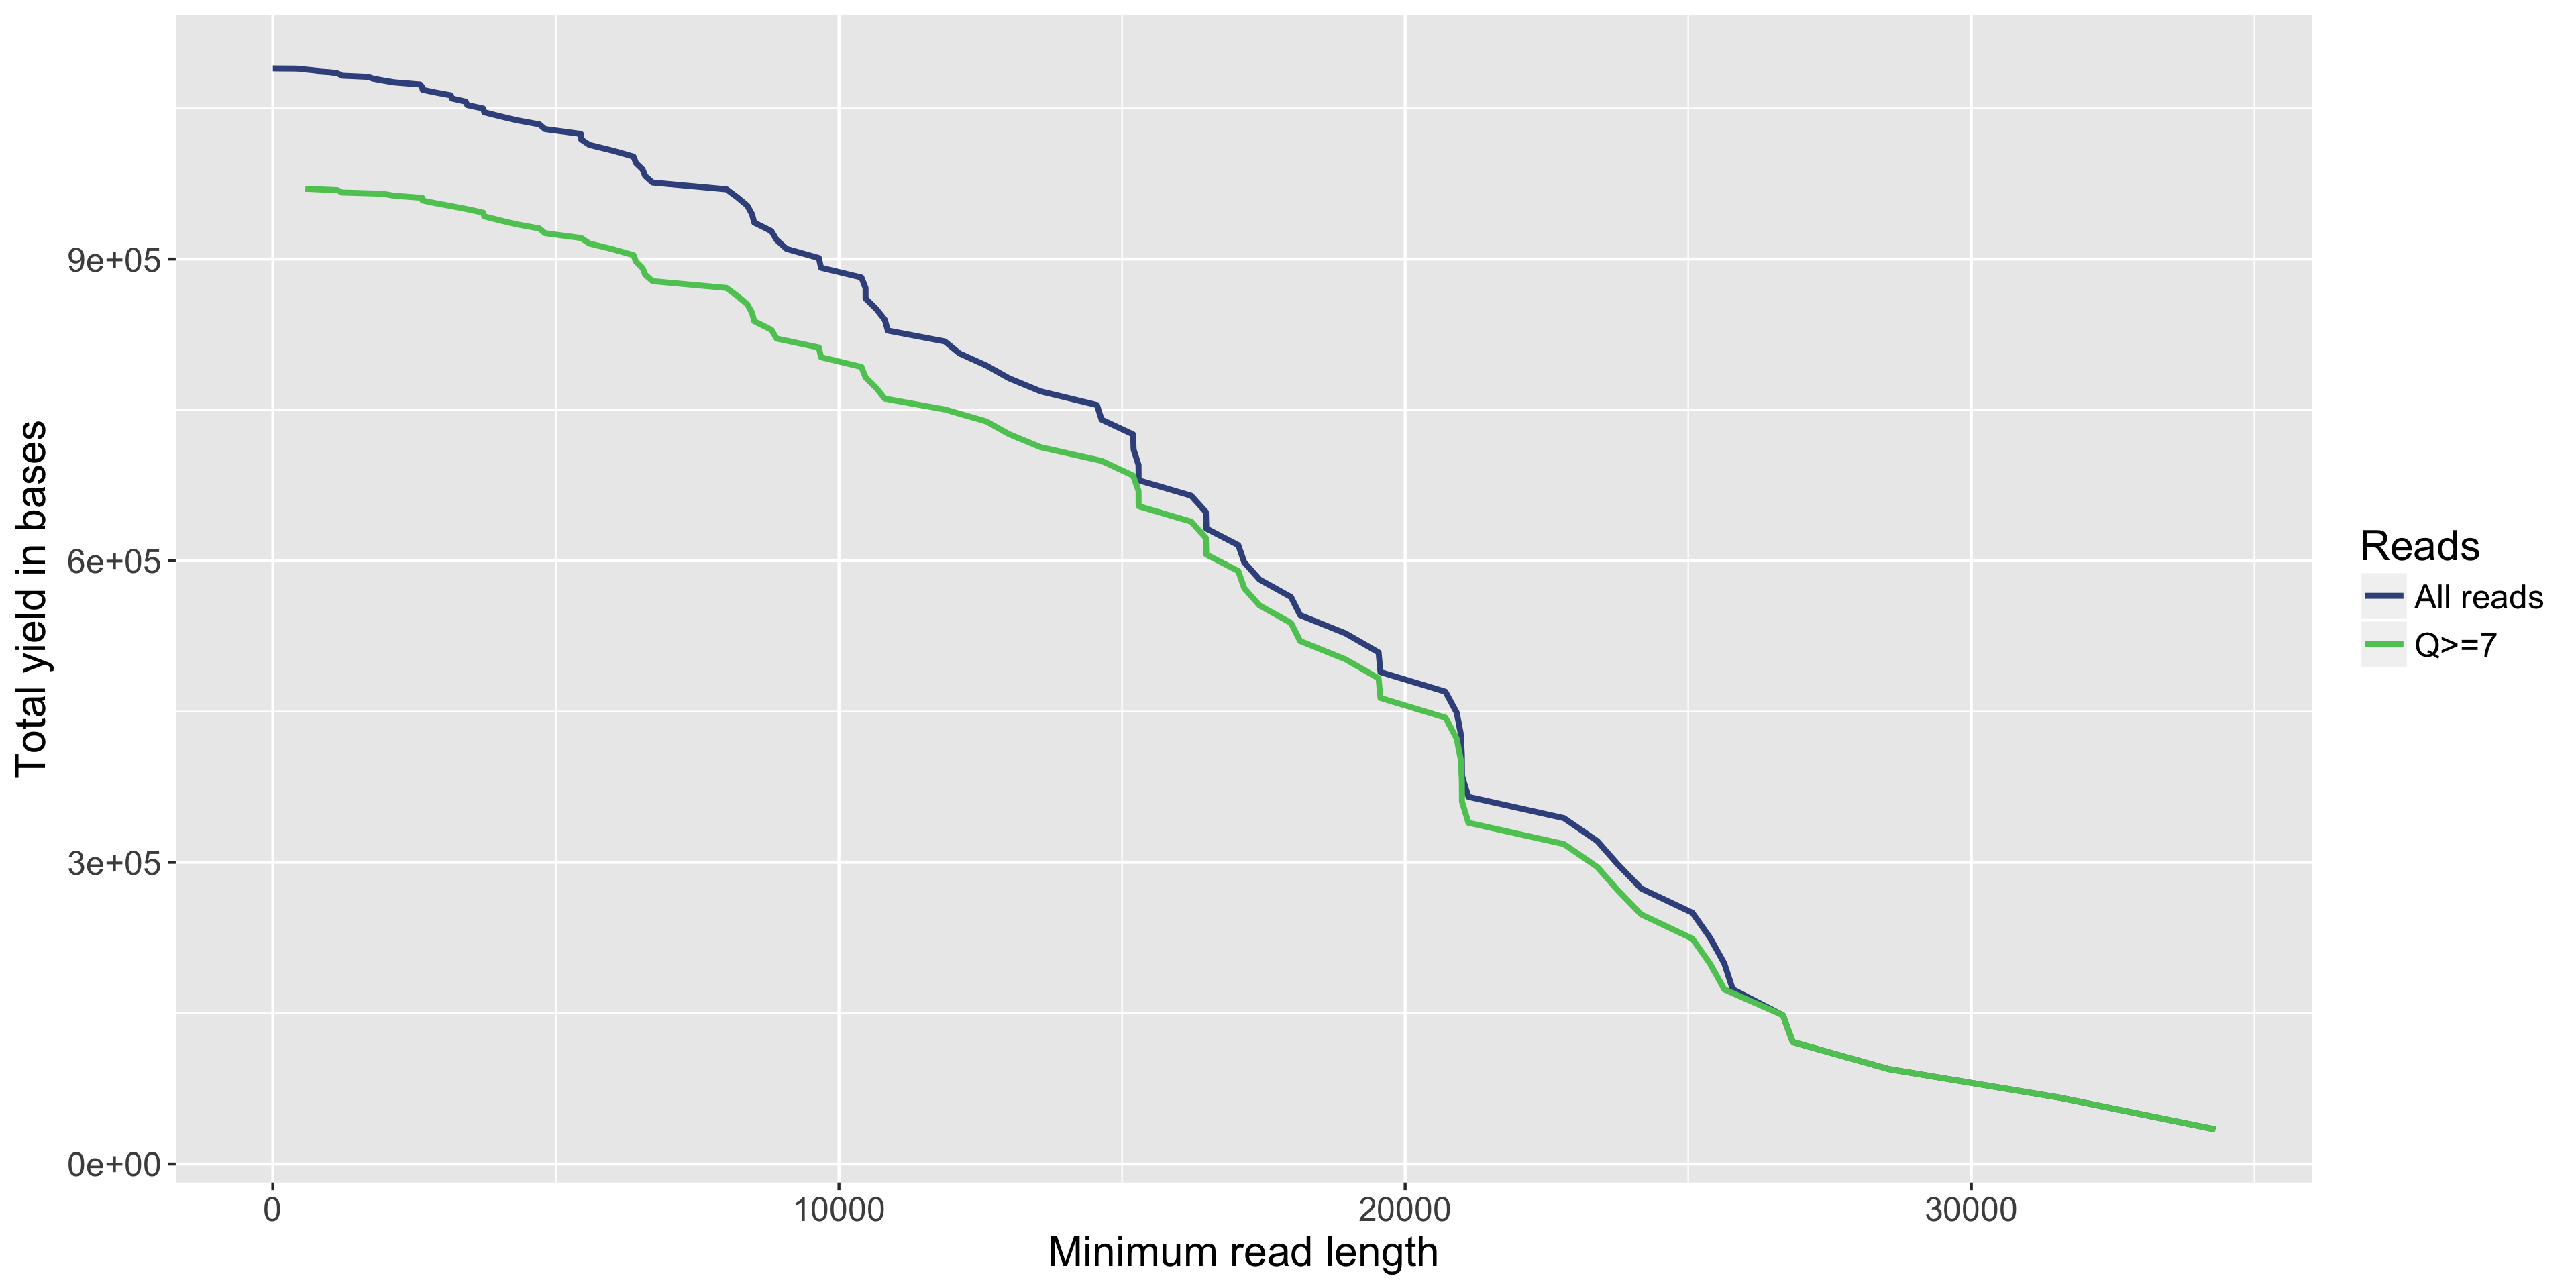 Total yield in bases
9e+05
6e+05
3e+05
0e+00
0
10000
20000
30000
Minimum read length
Reads
All reads
Q>=7